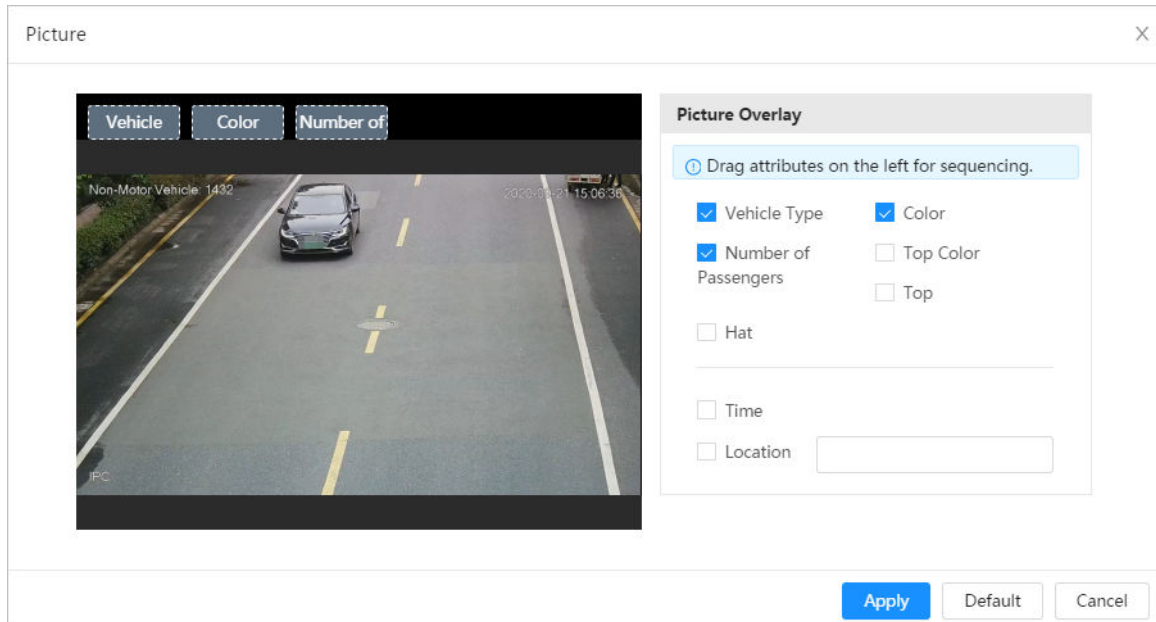 Picture
Vehicle
Color
Number of
Non-Motor Vehicle: 1432
15:06:36
IPC
Picture Overlay
Drag attributes on the left for sequencing.
Vehicle Type
Color
Number of
Passengers
Top Color
Top
Hat
Time
Location
Apply
Default
Cancel